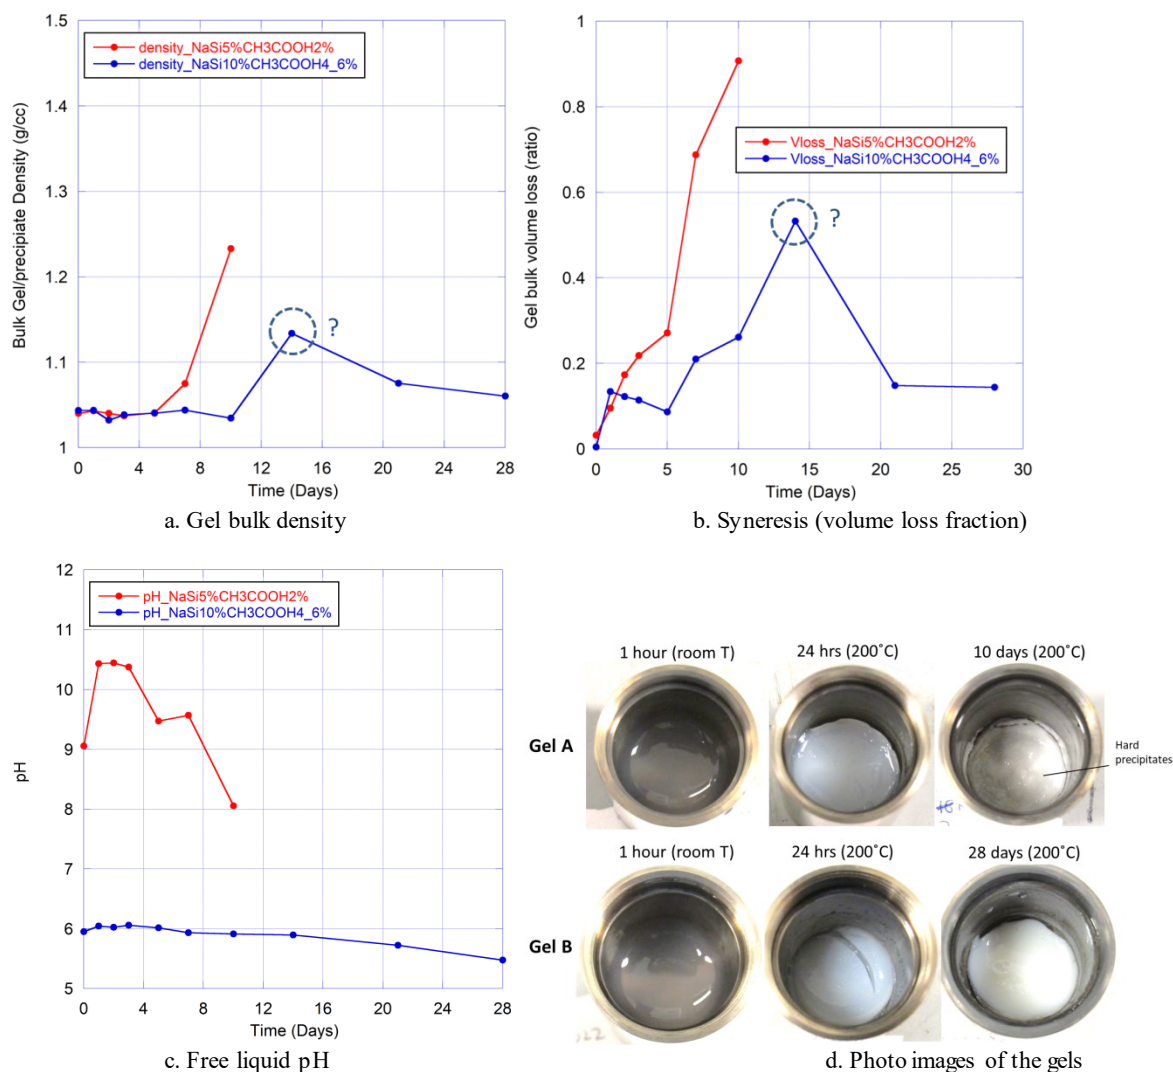 1.5
1.4
1.3
1.2
1.1
1
density_NaSi5%CH3COOH2%
density_NaSi10%CH3COOH4_6%
Bulk Gel/precipiate Density (g/cc)
?
0 4 8 12 16 20 24 28
Time (Days)
a. Gel bulk density
1
0.8
0.6
0.4
0.2
0
Vloss_NaSi5%CH3COOH2%
Vloss_NaSi10%CH3COOH4_6%
Gel bulk volume loss (ratio)
?
0 5 10 15 20 25 30
Time (Days)
b. Syneresis (volume loss fraction)
12
11
10
9
8
7
6
5
pH_NaSi5%CH3COOH2%
pH_NaSi10%CH3COOH4_6%
pH
0 4 8 12 16 20 24 28
Time (Days)
c. Free liquid pH
1 hour (room T) 24 hrs (200˚C) 10 days (200˚C)
Gel A
Hard
precipitates
1 hour (room T) 24 hrs (200˚C) 28 days (200˚C)
Gel B
d. Photo images of the gels